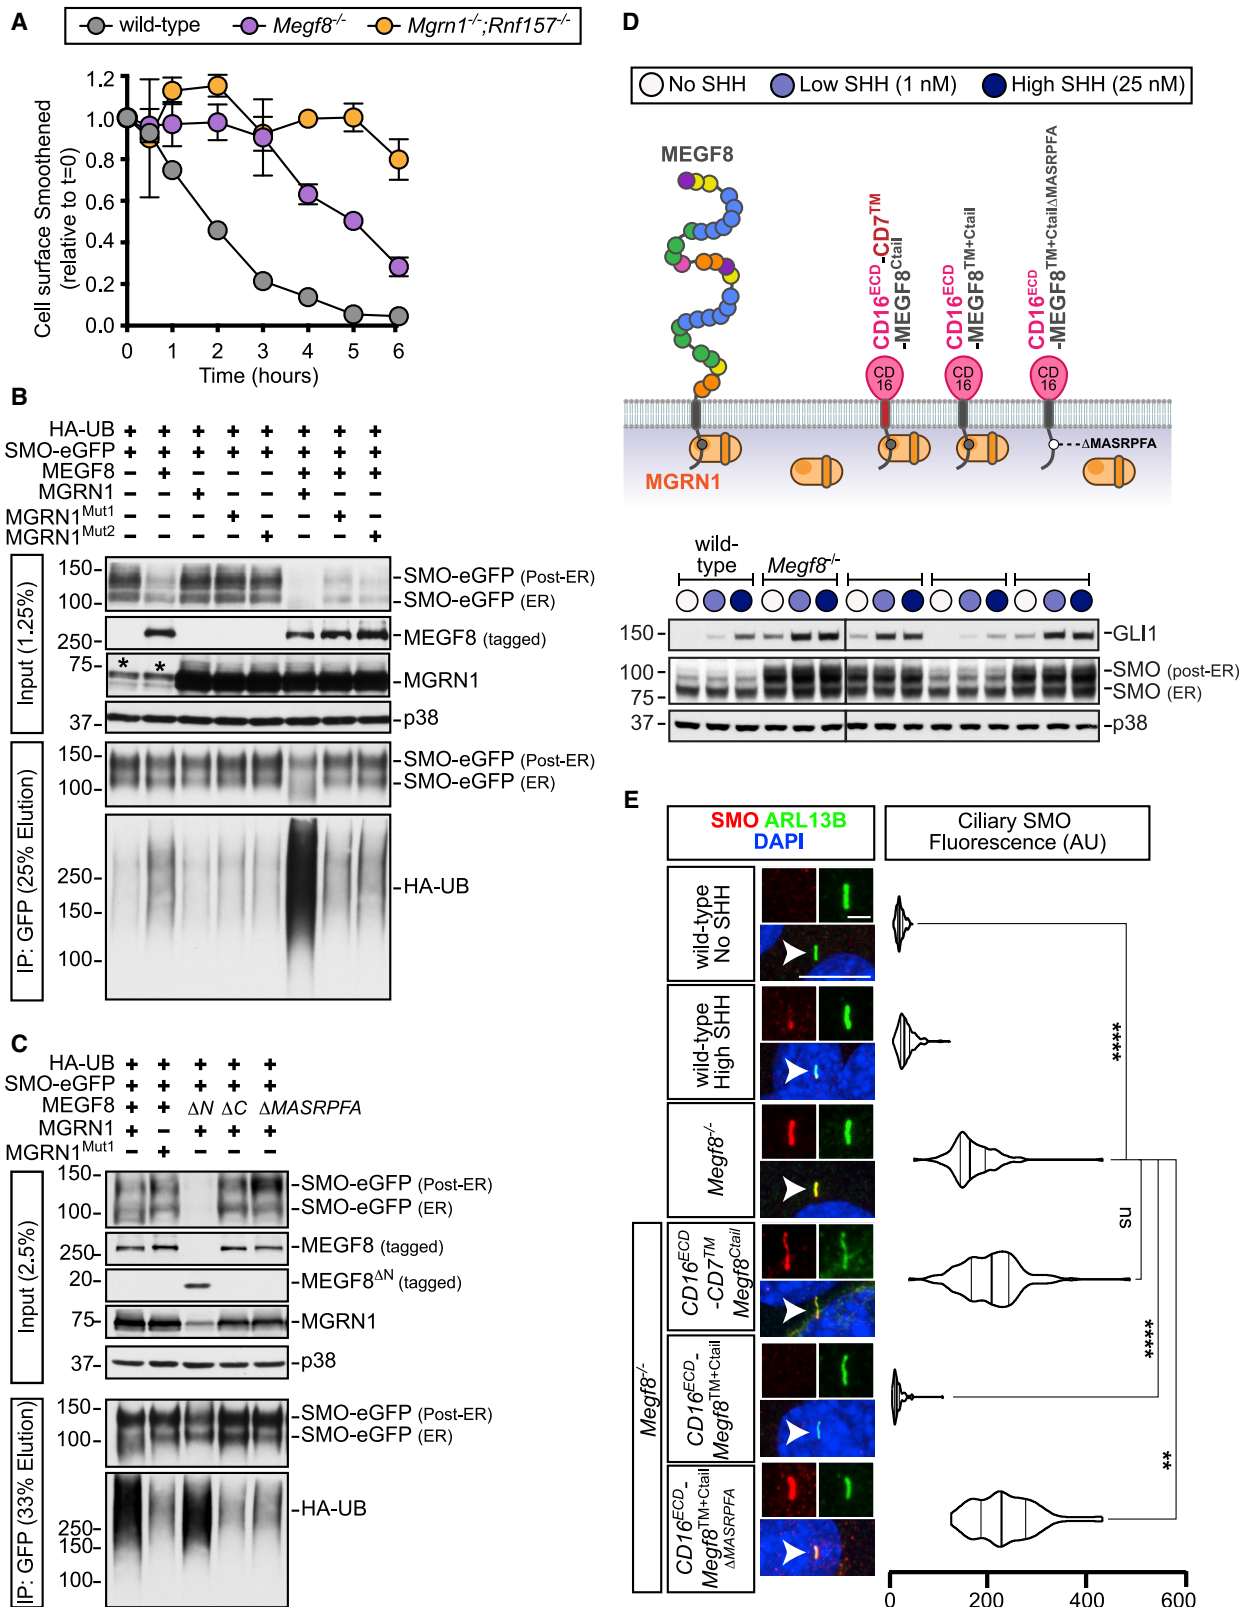 A
wild-type Megf8-/- Mgrn1-/-;Rnf157-/-
Cell surface Smoothened
(relative to t=0)
1.2
1.0
0.8
0.6
0.4
0.2
0.0
0 1 2 3 4 5 6
Time (hours)
B
HA-UB + + + + + + + +
SMO-eGFP + + + + + + + +
MEGF8 − + − − − + + +
MGRN1 − − + − − + − −
MGRN1Mut1 − − − + − − + −
MGRN1Mut2 − − − − + − − +
Input (1.25%)
150
SMO-eGFP (Post-ER)
100
SMO-eGFP (ER)
250
MEGF8 (tagged)
75
* *
MGRN1
37
p38
IP: GFP (25% Elution)
150
SMO-eGFP (Post-ER)
100
SMO-eGFP (ER)
250
HA-UB
150
100
C
HA-UB + + + + +
SMO-eGFP + + + + +
MEGF8 + + ΔN ΔC ΔMASRPFA
MGRN1 + − + + +
MGRN1Mut1 − + − − −
Input (2.5%)
150
SMO-eGFP (Post-ER)
100
SMO-eGFP (ER)
250
MEGF8 (tagged)
20
MEGF8ΔN (tagged)
75
MGRN1
37
p38
IP: GFP (33% Elution)
150
SMO-eGFP (Post-ER)
100
SMO-eGFP (ER)
HA-UB
250
150
100
D
No SHH Low SHH (1 nM) High SHH (25 nM)
MEGF8
CD16ECD-CD7TM
-MEGF8Ctail
CD16ECD
-MEGF8TM+Ctail
CD16ECD
-MEGF8TM+CtailΔMASRPFA
CD
16
CD
16
CD
16
ΔMASRPFA
MGRN1
wild-
type
Megf8-/-
150
GLI1
100
SMO (post-ER)
75
SMO (ER)
37
p38
E
SMO ARL13B
DAPI
Ciliary SMO
Fluorescence (AU)
wild-type
No SHH
wild-type
High SHH
Megf8-/-
Megf8-/-
CD16ECD
-CD7TM
Megf8Ctail
CD16ECD-
Megf8TM+Ctail
CD16ECD-
Megf8TM+Ctail
ΔMASRPFA
****
ns
****
**
0 200 400 600